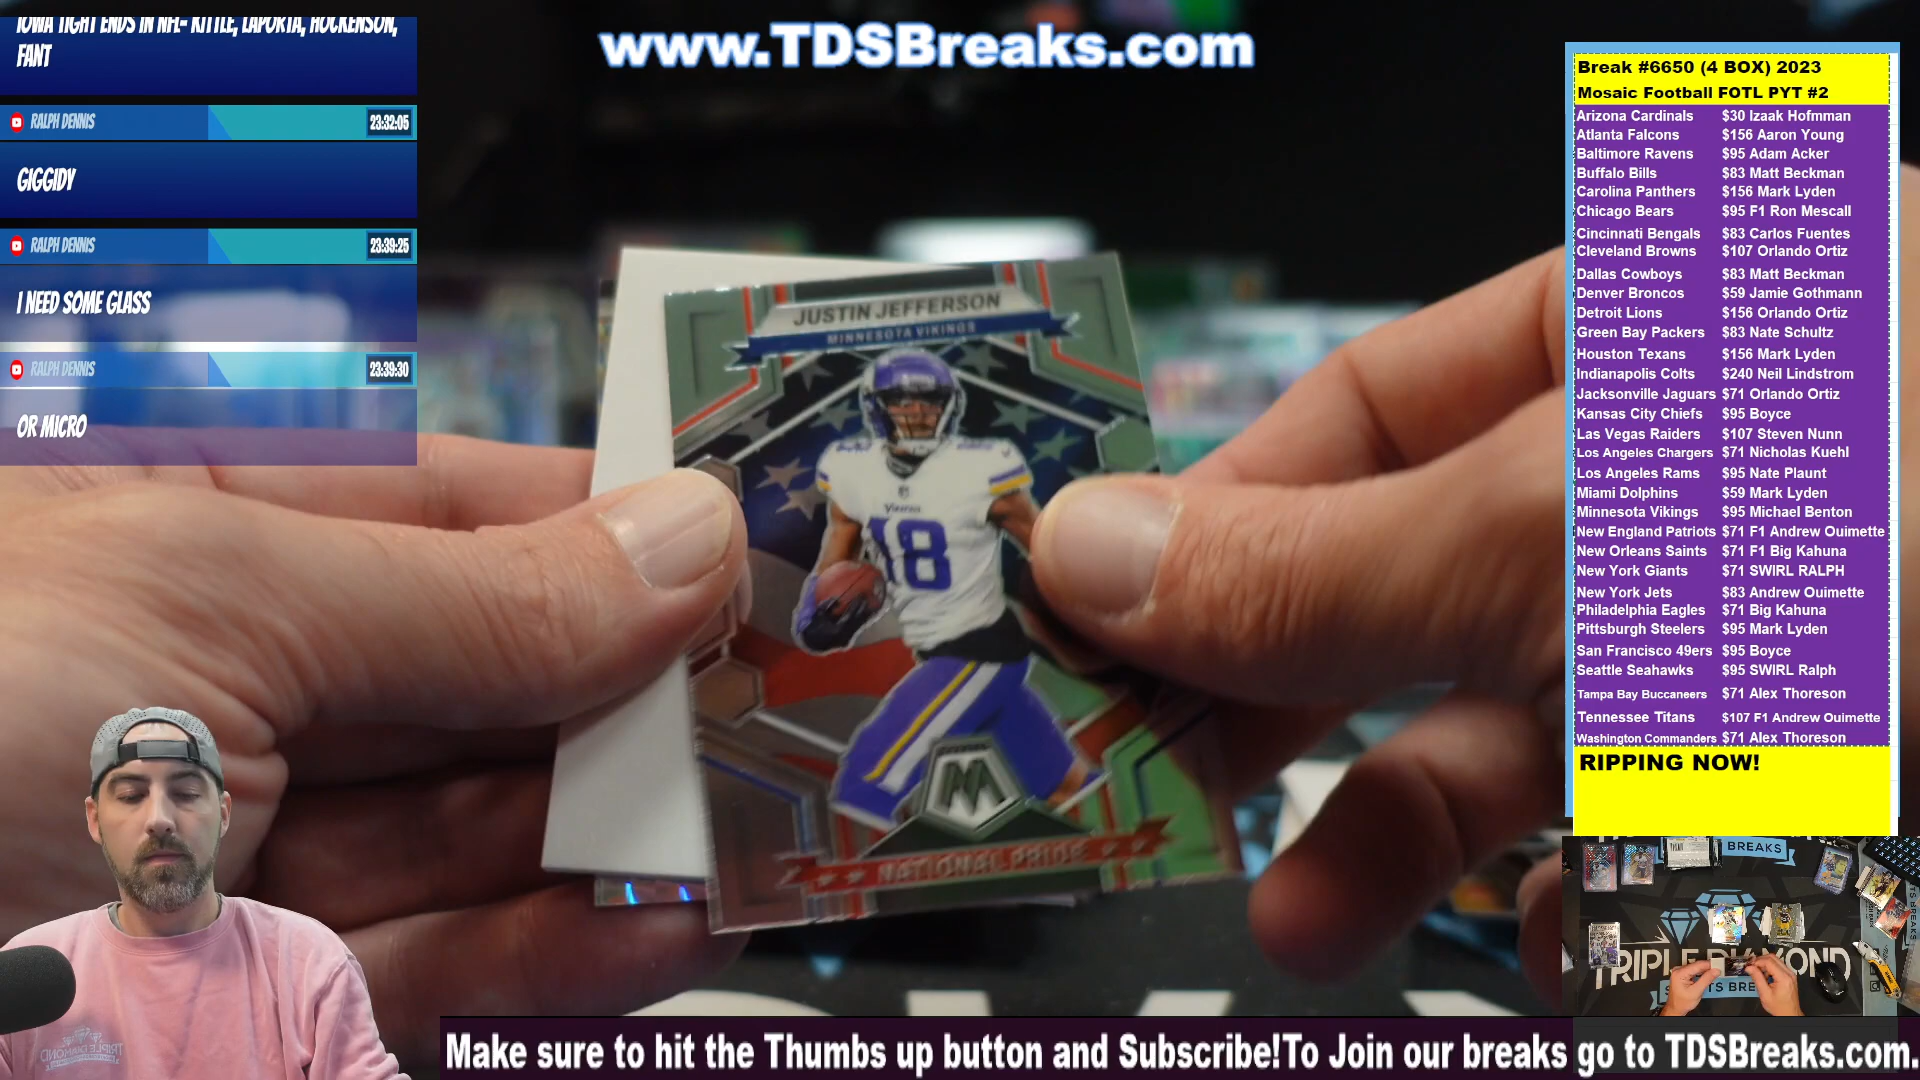 IOWA TIGHT ENDS IN NFL- KITTLE, LAPORTA, HOCKENSON,
FANT
RALPH DENNIS 23:32:05
GIGGIDY
RALPH DENNIS 23:39:25
I NEED SOME GLASS
RALPH DENNIS 23:39:30
OR MICRO
www.TDSBreaks.com
JUSTIN JEFFERSON
MINNESOTA VIKINGS
VIKINGS
18
NATIONAL PRIDE
Break #6650 (4 BOX) 2023
Mosaic Football FOTL PYT #2
Arizona Cardinals $30 Izaak Hofmman
Atlanta Falcons $156 Aaron Young
Baltimore Ravens $95 Adam Acker
Buffalo Bills $83 Matt Beckman
Carolina Panthers $156 Mark Lyden
Chicago Bears $95 F1 Ron Mescall
Cincinnati Bengals $83 Carlos Fuentes
Cleveland Browns $107 Orlando Ortiz
Dallas Cowboys $83 Matt Beckman
Denver Broncos $59 Jamie Gothmann
Detroit Lions $156 Orlando Ortiz
Green Bay Packers $83 Nate Schultz
Houston Texans $156 Mark Lyden
Indianapolis Colts $240 Neil Lindstrom
Jacksonville Jaguars $71 Orlando Ortiz
Kansas City Chiefs $95 Boyce
Las Vegas Raiders $107 Steven Nunn
Los Angeles Chargers $71 Nicholas Kuehl
Los Angeles Rams $95 Nate Plaunt
Miami Dolphins $59 Mark Lyden
Minnesota Vikings $95 Michael Benton
New England Patriots $71 F1 Andrew Ouimette
New Orleans Saints $71 F1 Big Kahuna
New York Giants $71 SWIRL RALPH
New York Jets $83 Andrew Ouimette
Philadelphia Eagles $71 Big Kahuna
Pittsburgh Steelers $95 Mark Lyden
San Francisco 49ers $95 Boyce
Seattle Seahawks $95 SWIRL Ralph
Tampa Bay Buccaneers $71 Alex Thoreson
Tennessee Titans $107 F1 Andrew Ouimette
Washington Commanders $71 Alex Thoreson
RIPPING NOW!
BREAKS
TRIPLE DIAMOND
Make sure to hit the Thumbs up button and Subscribe!To Join our breaks go to TDSBreaks.com.